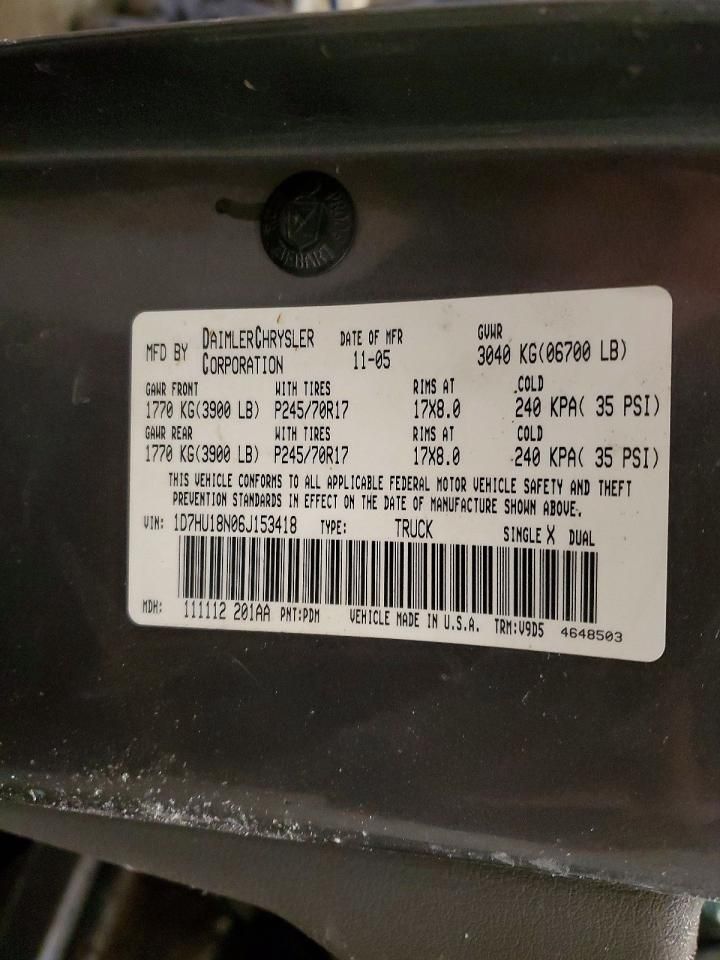 ZIEBART
MFD BY DAIMLERCHRYSLER CORPORATION DATE OF MFR 11-05 GVWR 3040 KG(06700 LB)
GAWR FRONT WITH TIRES RIMS AT COLD
1770 KG(3900 LB) P245/70R17 17X8.0 240 KPA( 35 PSI)
GAWR REAR WITH TIRES RIMS AT COLD
1770 KG(3900 LB) P245/70R17 17X8.0 240 KPA( 35 PSI)
THIS VEHICLE CONFORMS TO ALL APPLICABLE FEDERAL MOTOR VEHICLE SAFETY AND THEFT
PREVENTION STANDARDS IN EFFECT ON THE DATE OF MANUFACTURE SHOWN ABOVE.
VIN: 1D7HU18N06J153418 TYPE: TRUCK SINGLE X DUAL
MDH: 111112 201AA PNT:PDM VEHICLE MADE IN U.S.A. TRM:V9D5 4648503